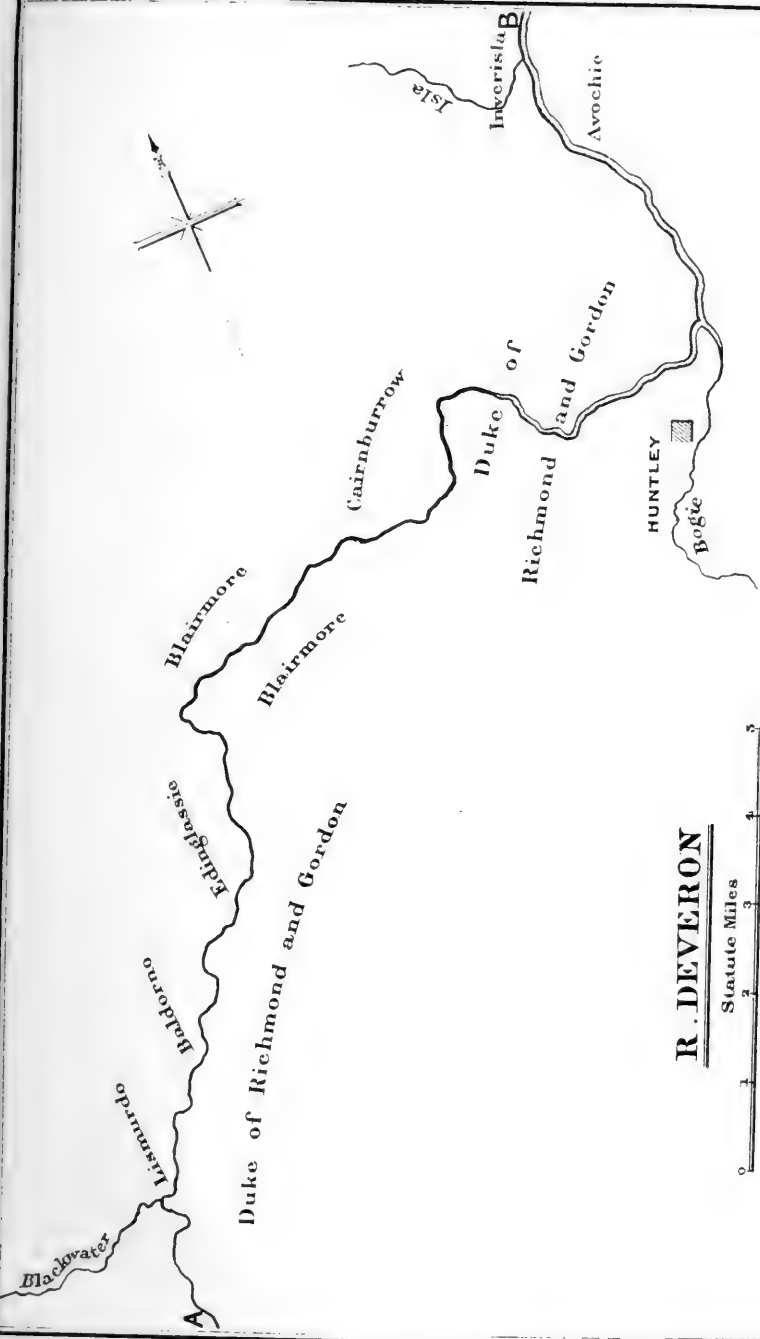 Blackwater
A
Lismurdo
Baldorno
Edinglassie
Duke of Richmond and Gordon
Blairmore
Blairmore
Cairnburrow
Duke of
Richmond and Gordon
HUNTLEY
Bogie
Isla
Inverisla
B
Avochie
N
R. DEVERON
Statute Miles
0 1 2 3 4 5